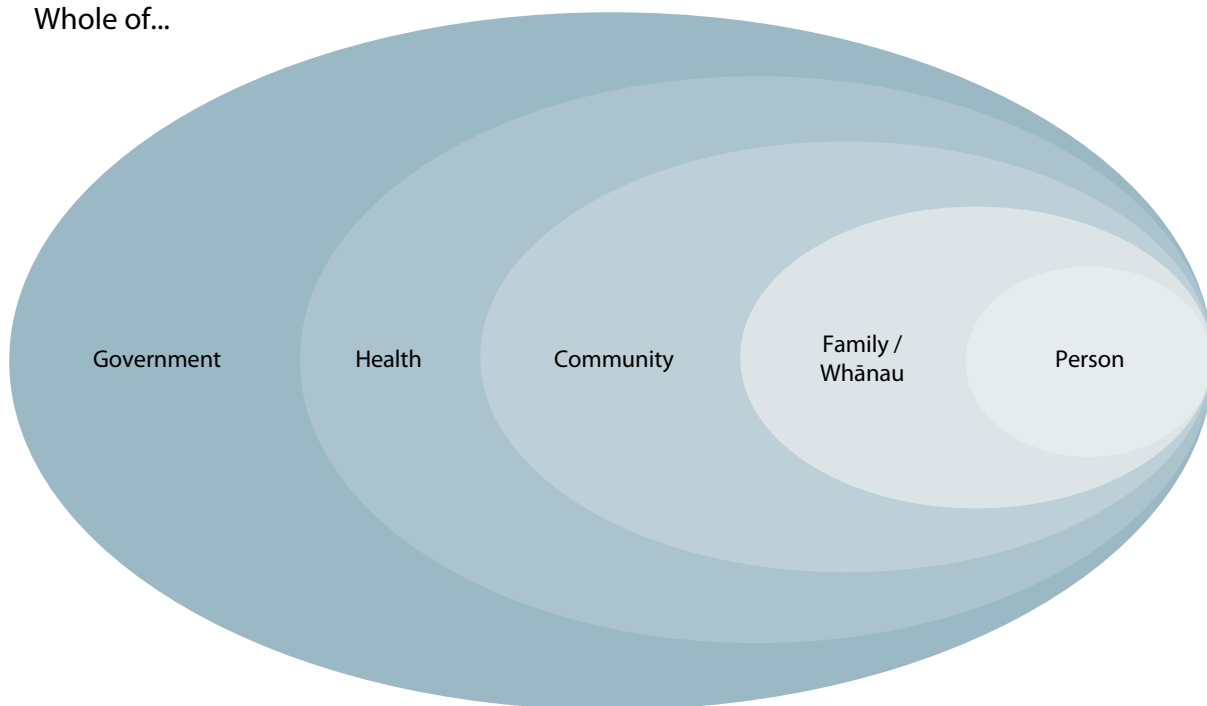 Whole of...
Government
Health
Community
Family /
Whānau
Person